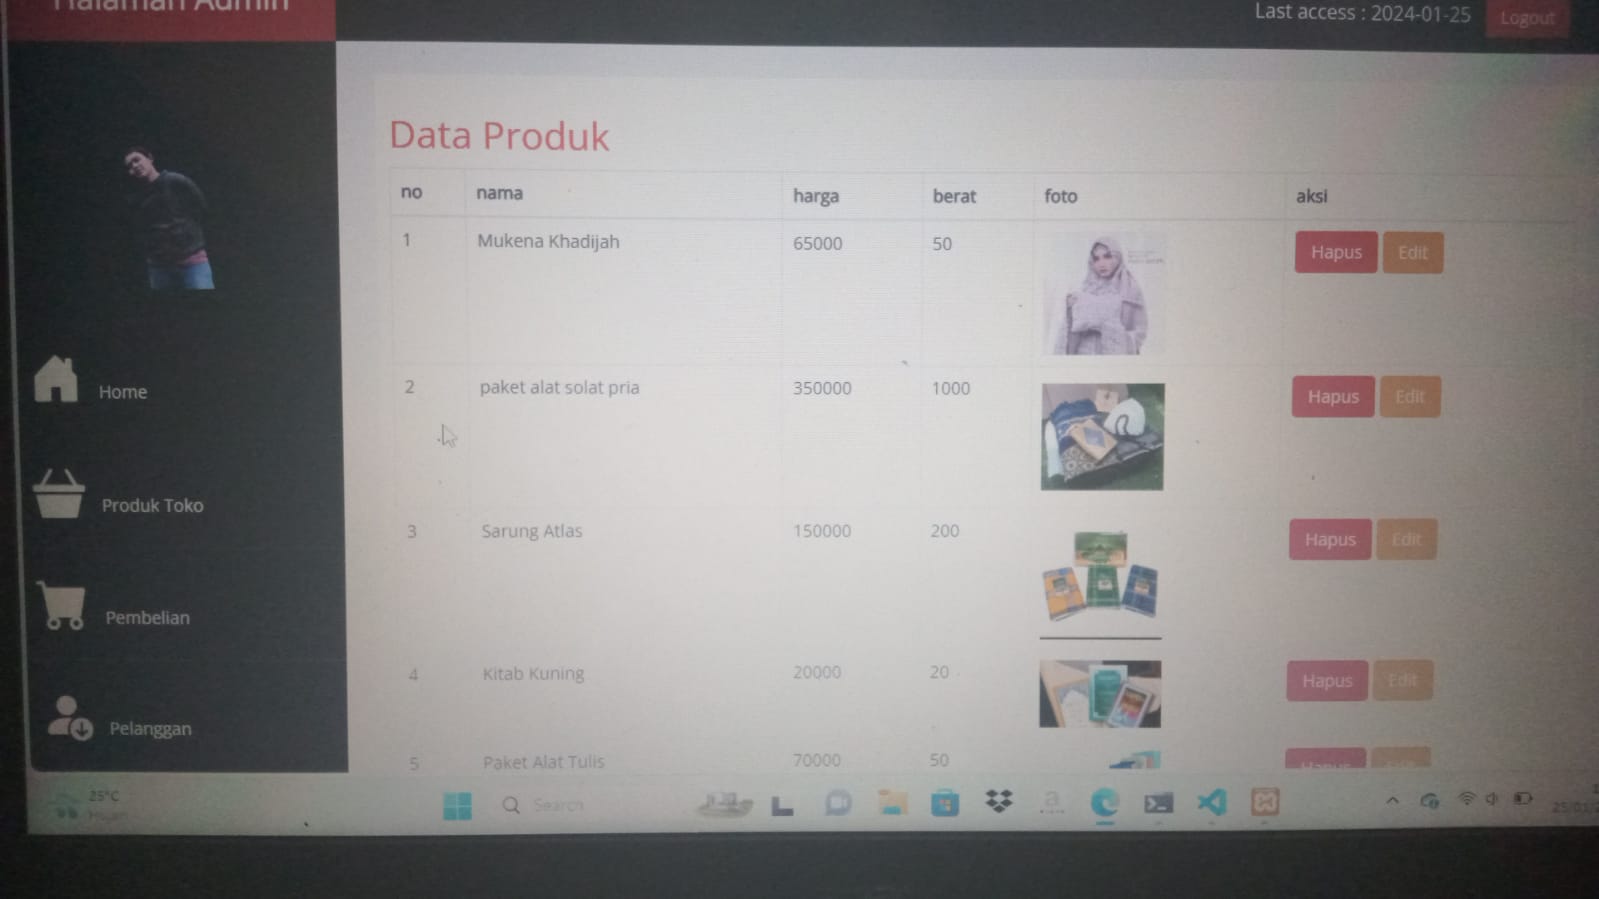 Halaman Admin
Last access : 2024-01-25
Logout
Data Produk
no nama harga berat foto aksi
1 Mukena Khadijah 65000 50 Hapus Edit
2 paket alat solat pria 350000 1000 Hapus Edit
3 Sarung Atlas 150000 200 Hapus Edit
4 Kitab Kuning 20000 20 Hapus Edit
5 Paket Alat Tulis 70000 50 Hapus Edit
Home
Produk Toko
Pembelian
Pelanggan
25°C
Hujan
Search